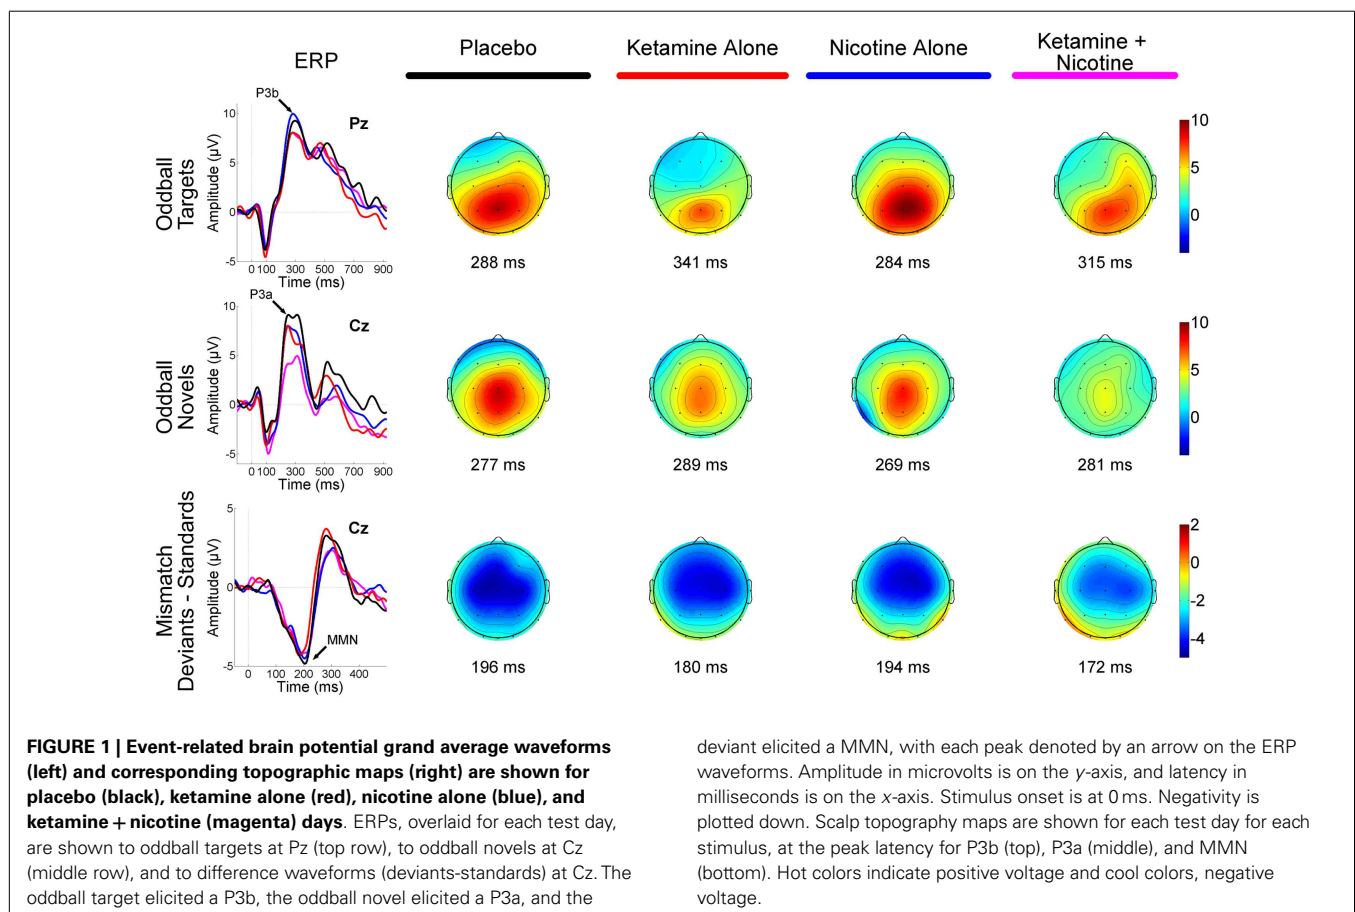 ERP
Placebo
Ketamine Alone
Nicotine Alone
Ketamine +
Nicotine
Oddball
Targets
Amplitude (µV)
10
5
0
-5
P3b
Pz
0 100 300 500 700 900
Time (ms)
288 ms
341 ms
284 ms
315 ms
10
5
0
Oddball
Novels
Amplitude (µV)
10
5
0
-5
P3a
Cz
0 100 300 500 700 900
Time (ms)
277 ms
289 ms
269 ms
281 ms
10
5
0
Mismatch
Deviants - Standards
Amplitude (µV)
5
0
-5
Cz
MMN
0 100 200 300 400
Time (ms)
196 ms
180 ms
194 ms
172 ms
2
0
-2
-4
FIGURE 1 | Event-related brain potential grand average waveforms
(left) and corresponding topographic maps (right) are shown for
placebo (black), ketamine alone (red), nicotine alone (blue), and
ketamine + nicotine (magenta) days. ERPs, overlaid for each test day,
are shown to oddball targets at Pz (top row), to oddball novels at Cz
(middle row), and to difference waveforms (deviants-standards) at Cz. The
oddball target elicited a P3b, the oddball novel elicited a P3a, and the
deviant elicited a MMN, with each peak denoted by an arrow on the ERP
waveforms. Amplitude in microvolts is on the y-axis, and latency in
milliseconds is on the x-axis. Stimulus onset is at 0 ms. Negativity is
plotted down. Scalp topography maps are shown for each test day for each
stimulus, at the peak latency for P3b (top), P3a (middle), and MMN
(bottom). Hot colors indicate positive voltage and cool colors, negative
voltage.